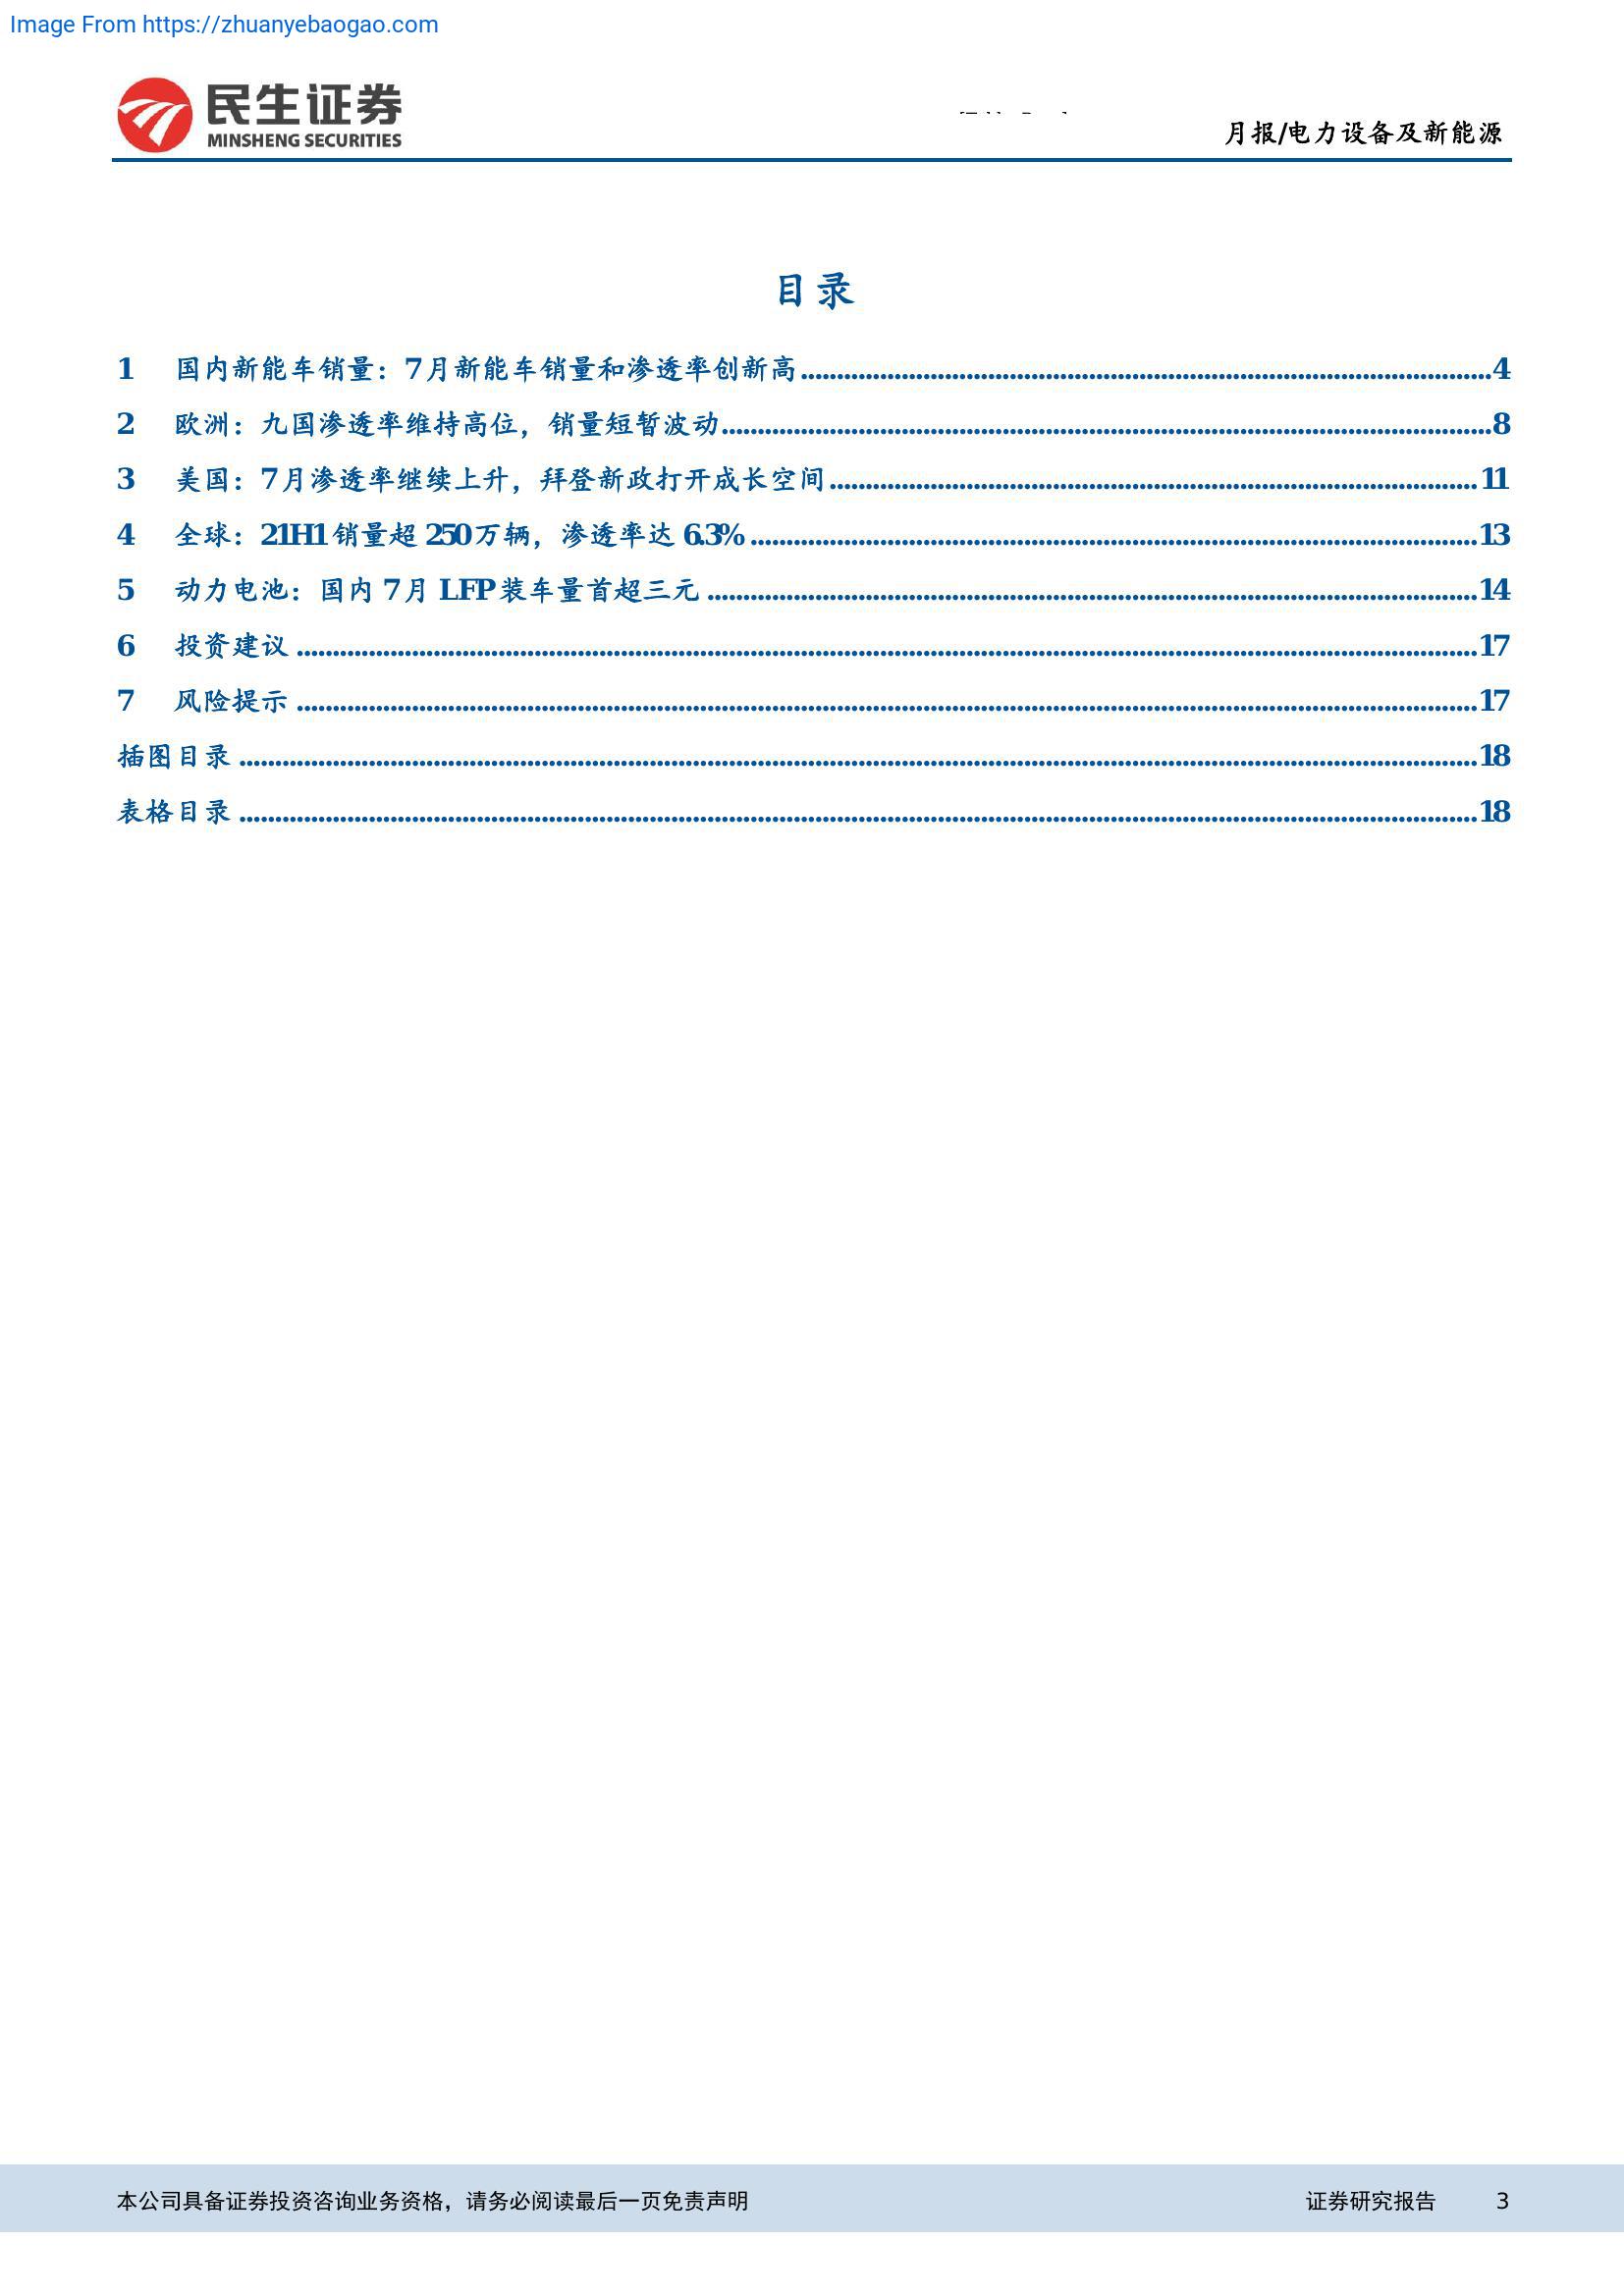 Image From https://zhuanyebaogao.com
民生证券
MINSHENG SECURITIES
月报/电力设备及新能源
目录
1 国内新能车销量：7月新能车销量和渗透率创新高........4
2 欧洲：九国渗透率维持高位，销量短暂波动........8
3 美国：7月渗透率继续上升，拜登新政打开成长空间........11
4 全球：21H1销量超 250万辆，渗透率达 6.3%........13
5 动力电池：国内 7月 LFP装车量首超三元........14
6 投资建议........17
7 风险提示........17
插图目录........18
表格目录........18
本公司具备证券投资咨询业务资格，请务必阅读最后一页免责声明 证券研究报告 3